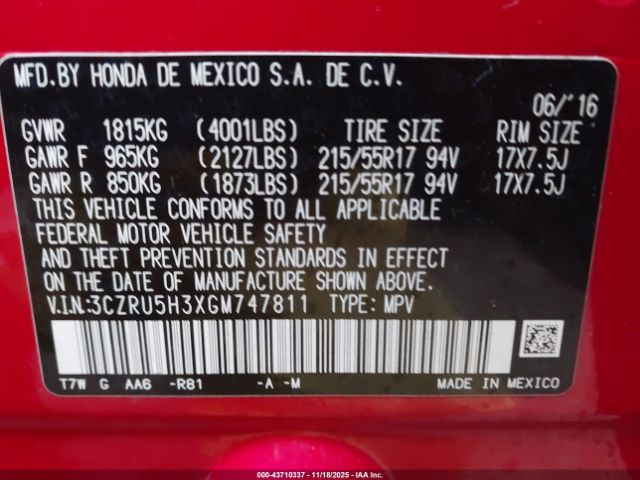 MFD.BY HONDA DE MEXICO S.A. DE C.V.
06/'16
GVWR 1815KG (4001LBS) TIRE SIZE RIM SIZE
GAWR F 965KG (2127LBS) 215/55R17 94V 17X7.5J
GAWR R 850KG (1873LBS) 215/55R17 94V 17X7.5J
THIS VEHICLE CONFORMS TO ALL APPLICABLE
FEDERAL MOTOR VEHICLE SAFETY
AND THEFT PREVENTION STANDARDS IN EFFECT
ON THE DATE OF MANUFACTURE SHOWN ABOVE.
V.I.N:3CZRU5H3XGM747811 TYPE: MPV
T7W G AA6 -R81 -A -M MADE IN MEXICO
000-43710337 - 11/18/2025 - IAA Inc.